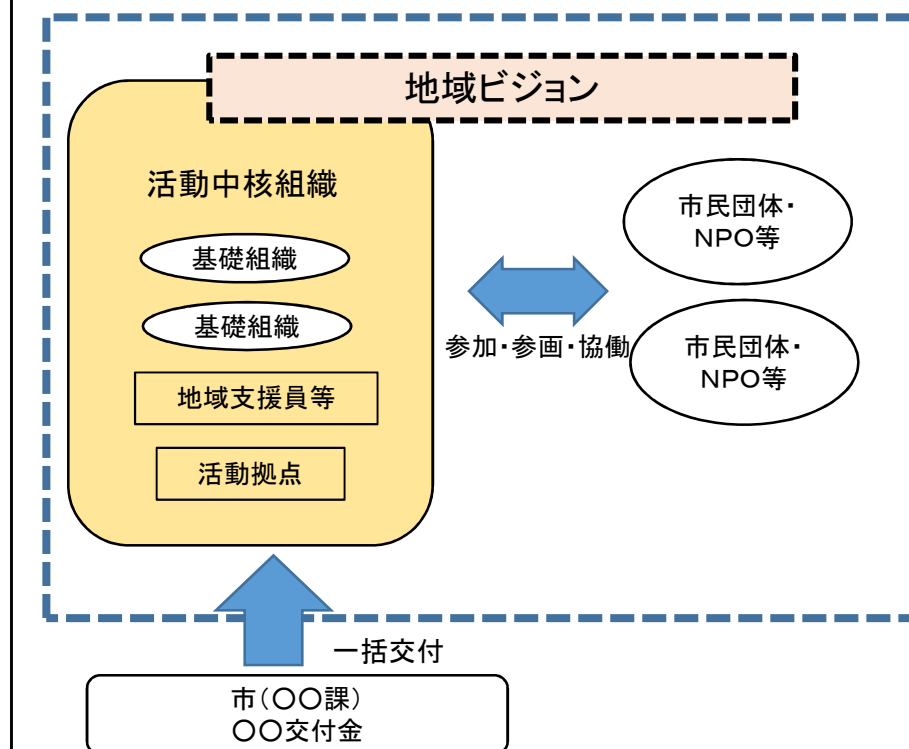 地域ビジョン
活動中核組織
基礎組織
基礎組織
地域支援員等
活動拠点
参加・参画・協働
市民団体・
NPO等
市民団体・
NPO等
一括交付
市(〇〇課)
〇〇交付金